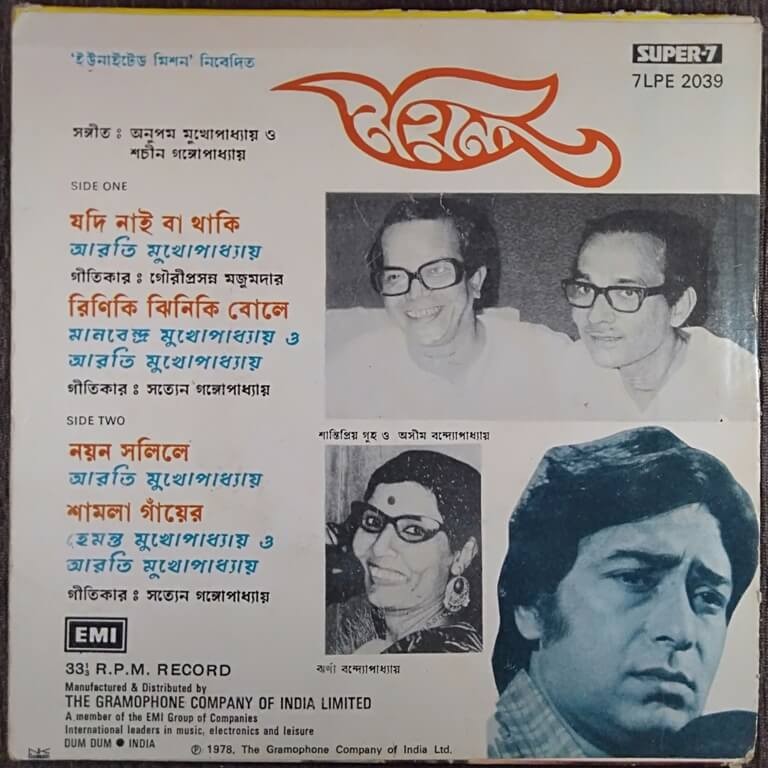 'ইউনাইটেড মিশন' নিবেদিত
SUPER-7
7LPE 2039
সঙ্গীত : অনুপম মুখোপাধ্যায় ও
শচীন গঙ্গোপাধ্যায়
SIDE ONE
যদি নাই বা থাকি
আরতি মুখোপাধ্যায়
গীতিকার : গৌরীপ্রসন্ন মজুমদার
রিণিকি ঝিনিকি বোলে
মানবেন্দ্র মুখোপাধ্যায় ও
আরতি মুখোপাধ্যায়
গীতিকার : সত্যেন গঙ্গোপাধ্যায়
SIDE TWO
নয়ন সলিলে
আরতি মুখোপাধ্যায়
শামলা গাঁয়ের
হেমন্ত মুখোপাধ্যায় ও
আরতি মুখোপাধ্যায়
গীতিকার : সত্যেন গঙ্গোপাধ্যায়
শান্তিপ্রিয় গুহ ও অসীম বন্দ্যোপাধ্যায়
ঝর্ণা বন্দ্যোপাধ্যায়
EMI
33⅓ R.P.M. RECORD
Manufactured & Distributed by
THE GRAMOPHONE COMPANY OF INDIA LIMITED
A member of the EMI Group of Companies
International leaders in music, electronics and leisure
DUM DUM ● INDIA
℗ 1978, The Gramophone Company of India Ltd.